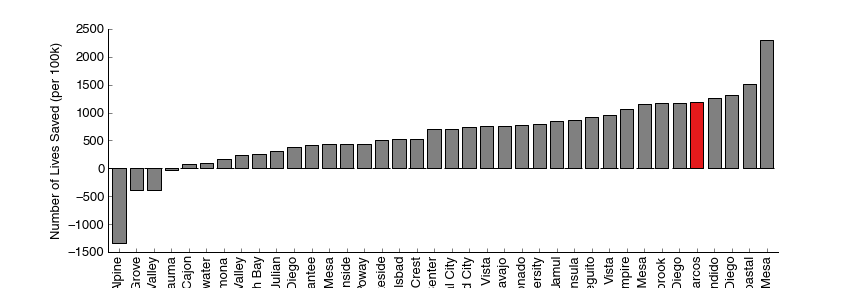 Number of Lives Saved (per 100k)
2500
2000
1500
1000
500
0
−500
−1000
−1500
Alpine
Grove
Valley
auma
Cajon
water
mona
Valley
h Bay
Julian
Diego
antee
Mesa
nside
Poway
eside
lsbad
Crest
enter
l City
d City
Vista
avajo
onado
ersity
Jamul
nsula
eguito
Vista
mpire
Mesa
brook
Diego
arcos
ndido
Diego
oastal
Mesa